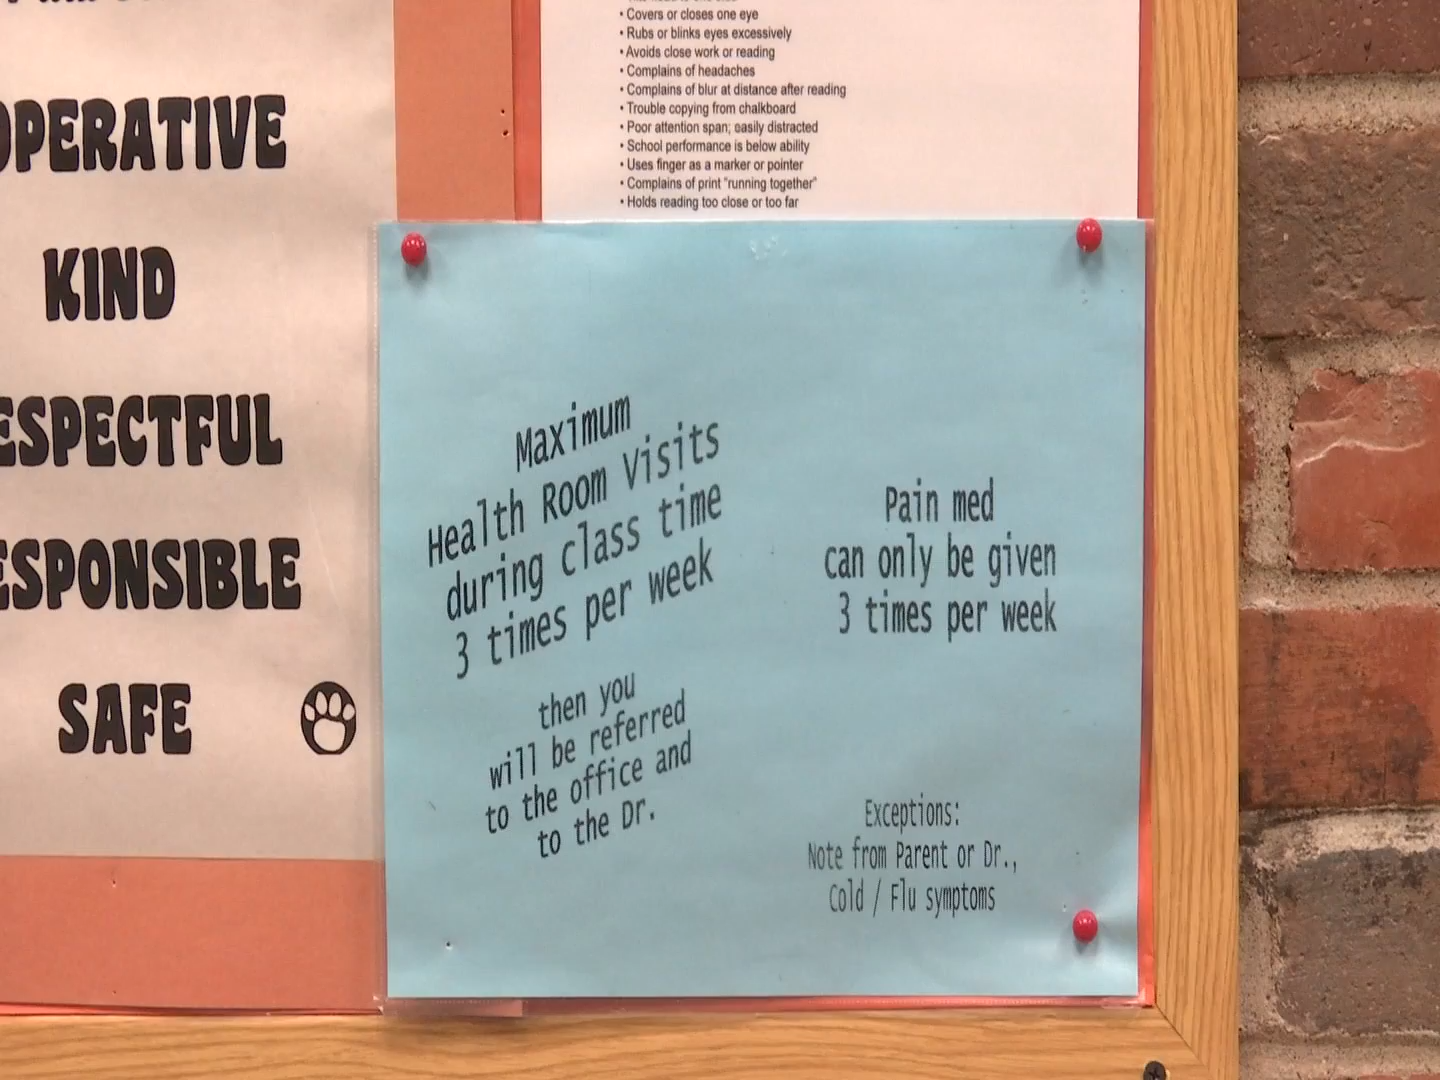 OPERATIVE
KIND
ESPECTFUL
ESPONSIBLE
SAFE
• Covers or closes one eye
• Rubs or blinks eyes excessively
• Avoids close work or reading
• Complains of headaches
• Complains of blur at distance after reading
• Trouble copying from chalkboard
• Poor attention span; easily distracted
• School performance is below ability
• Uses finger as a marker or pointer
• Complains of print "running together"
• Holds reading too close or too far
Maximum
Health Room Visits
during class time
3 times per week
then you
will be referred
to the office and
to the Dr.
Pain med
can only be given
3 times per week
Exceptions:
Note from Parent or Dr.,
Cold / Flu symptoms